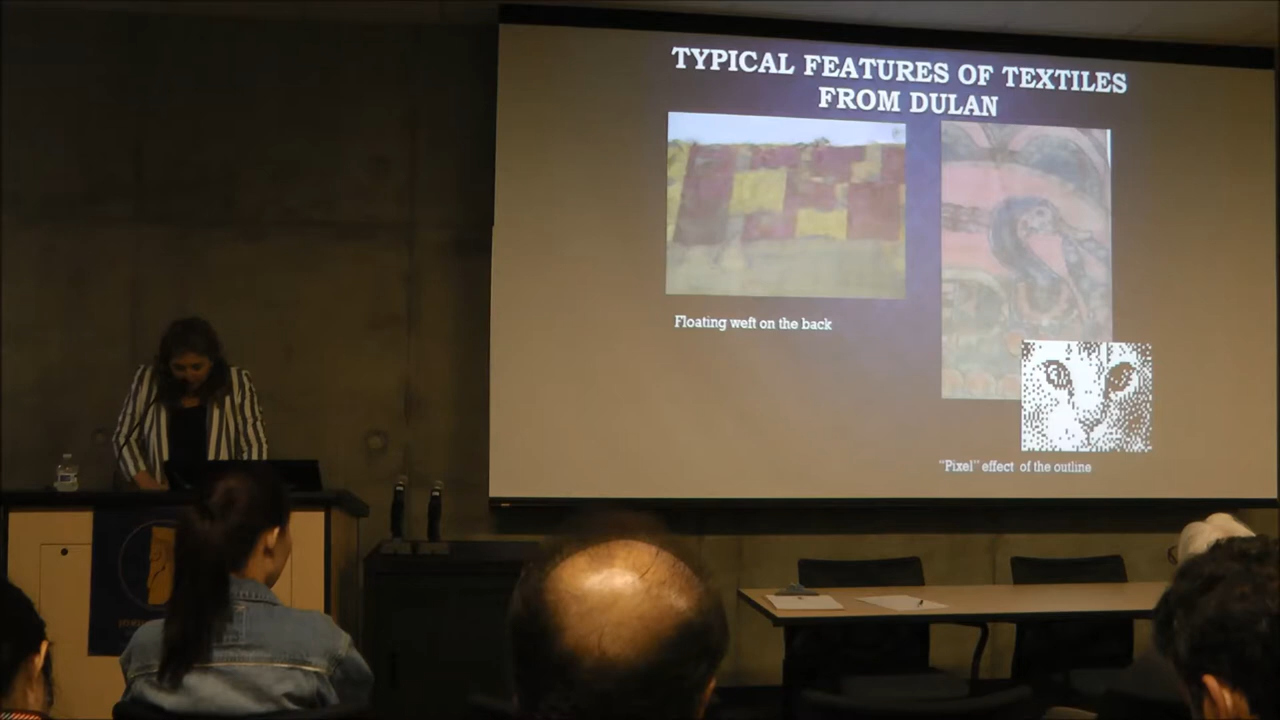 TYPICAL FEATURES OF TEXTILES
FROM DULAN
Floating weft on the back
"Pixel" effect of the outline